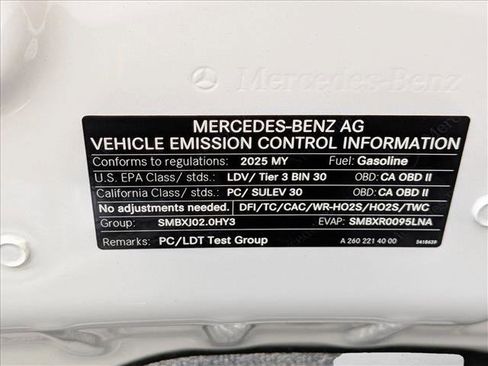 Mercedes-Benz
MERCEDES-BENZ AG
VEHICLE EMISSION CONTROL INFORMATION
Conforms to regulations: 2025 MY Fuel: Gasoline
U.S. EPA Class/ stds.: LDV/ Tier 3 BIN 30 OBD: CA OBD II
California Class/ stds.: PC/ SULEV 30 OBD: CA OBD II
No adjustments needed. DFI/TC/CAC/WR-HO2S/HO2S/TWC
Group: SMBXJ02.0HY3 EVAP: SMBXR0095LNA
Remarks: PC/LDT Test Group A 260 221 40 00